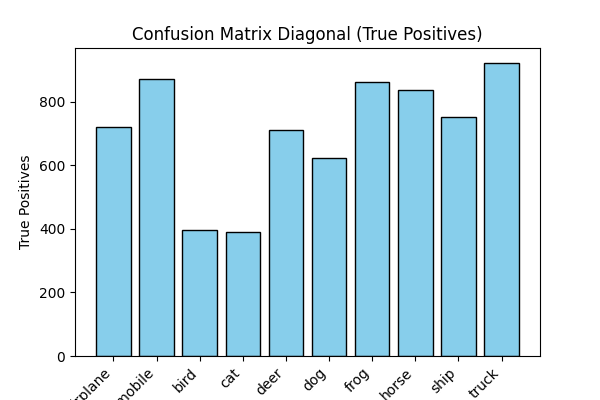 Confusion Matrix Diagonal (True Positives)
True Positives
800
600
400
200
0
rplane
mobile
bird
cat
deer
dog
frog
horse
ship
truck